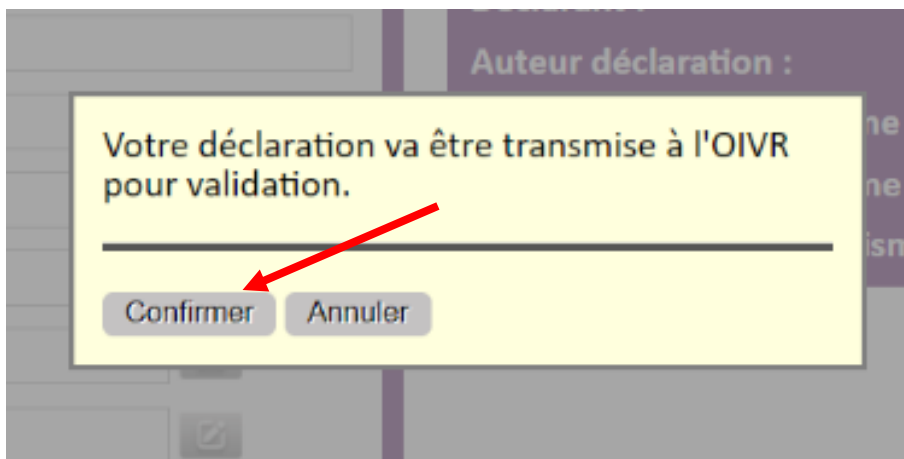 Auteur déclaration :
Votre déclaration va être transmise à l'OIVR
pour validation.
Confirmer Annuler